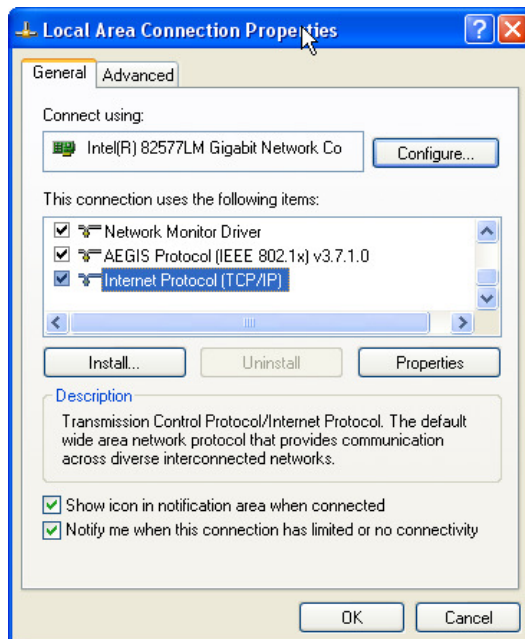 Local Area Connection Properties
General Advanced
Connect using:
Intel(R) 82577LM Gigabit Network Co
Configure...
This connection uses the following items:
Network Monitor Driver
AEGIS Protocol (IEEE 802.1x) v3.7.1.0
Internet Protocol (TCP/IP)
Install... Uninstall Properties
Description
Transmission Control Protocol/Internet Protocol. The default
wide area network protocol that provides communication
across diverse interconnected networks.
Show icon in notification area when connected
Notify me when this connection has limited or no connectivity
OK Cancel